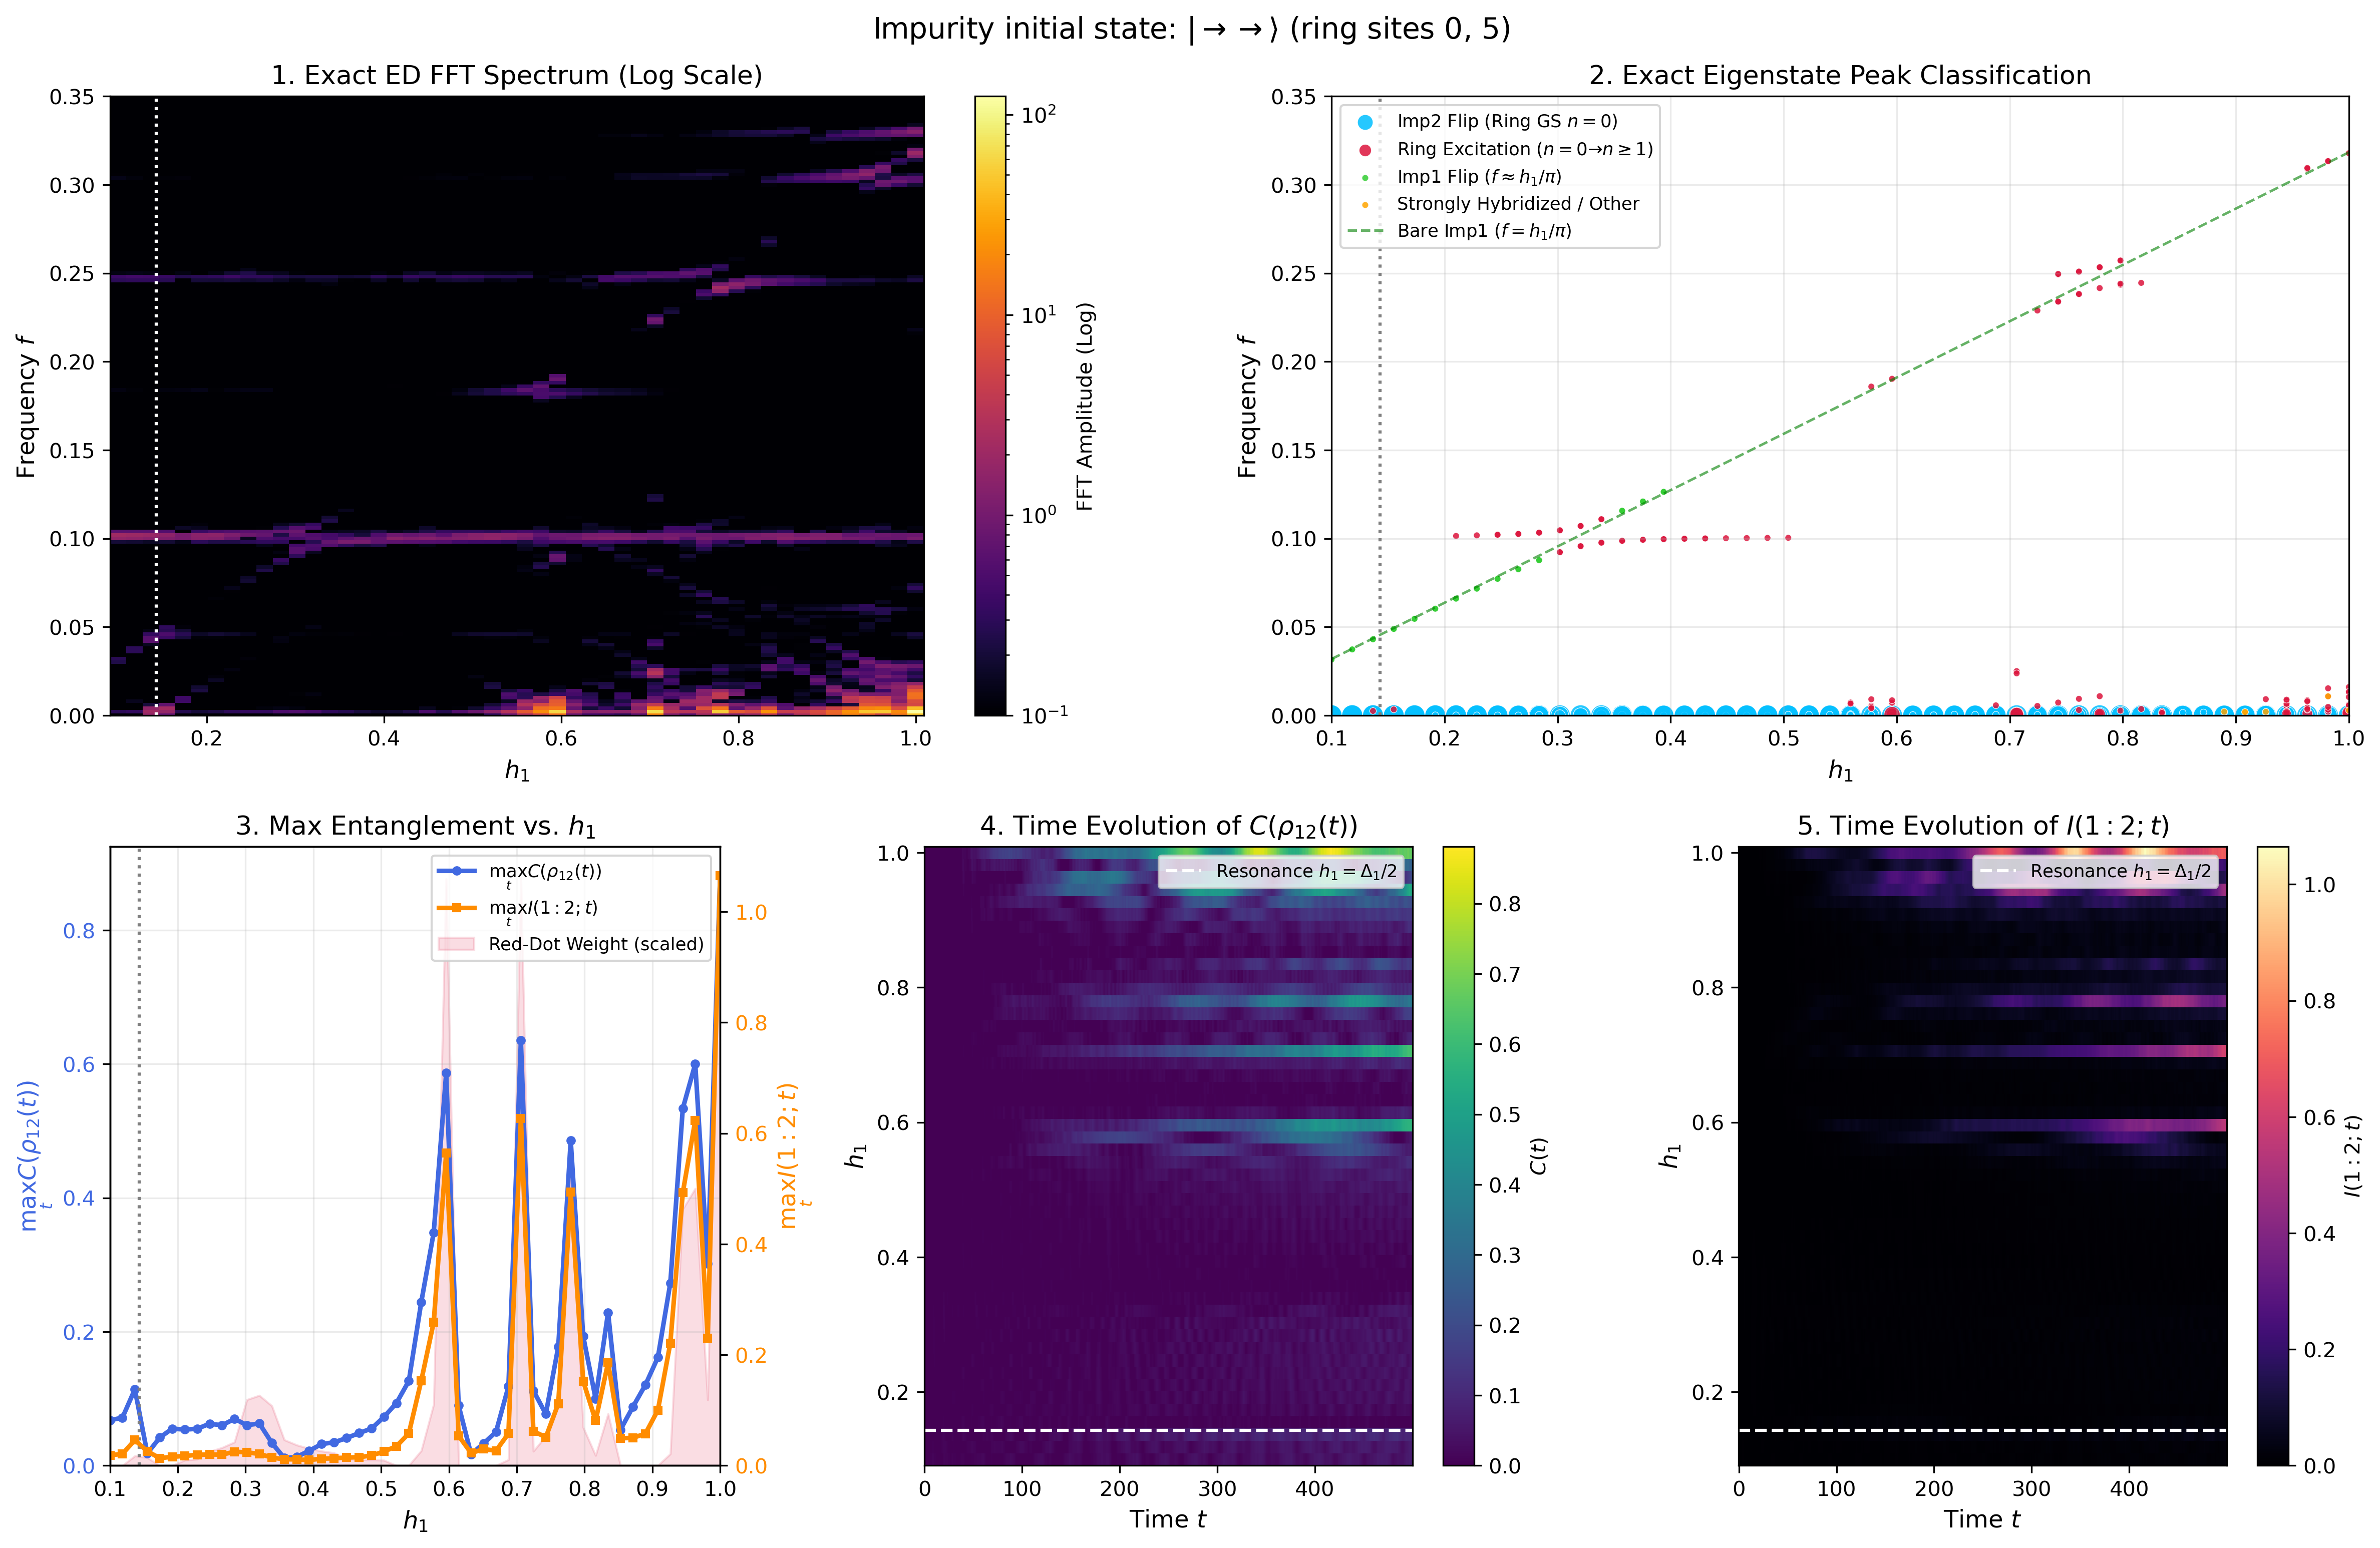 Impurity initial state: |→→⟩ (ring sites 0, 5)
1. Exact ED FFT Spectrum (Log Scale)
0.35
0.30
0.25
0.20
0.15
0.10
0.05
0.00
Frequency f
0.2 0.4 0.6 0.8 1.0
h₁
10²
10¹
10⁰
10⁻¹
FFT Amplitude (Log)
2. Exact Eigenstate Peak Classification
Imp2 Flip (Ring GS n = 0)
Ring Excitation (n = 0→n ≥ 1)
Imp1 Flip (f ≈ h₁/π)
Strongly Hybridized / Other
Bare Imp1 (f = h₁/π)
0.35
0.30
0.25
0.20
0.15
0.10
0.05
0.00
Frequency f
0.1 0.2 0.3 0.4 0.5 0.6 0.7 0.8 0.9 1.0
h₁
3. Max Entanglement vs. h₁
max C(ρ₁₂(t))
t
max I(1 : 2; t)
t
Red-Dot Weight (scaled)
0.8
0.6
0.4
0.2
0.0
max C(ρ₁₂(t))
t
0.1 0.2 0.3 0.4 0.5 0.6 0.7 0.8 0.9 1.0
h₁
1.0
0.8
0.6
0.4
0.2
0.0
max I(1 : 2; t)
t
4. Time Evolution of C(ρ₁₂(t))
Resonance h₁ = Δ₁/2
1.0
0.8
0.6
0.4
0.2
h₁
0 100 200 300 400
Time t
0.8
0.7
0.6
0.5
0.4
0.3
0.2
0.1
0.0
C(t)
5. Time Evolution of I(1 : 2; t)
Resonance h₁ = Δ₁/2
1.0
0.8
0.6
0.4
0.2
h₁
0 100 200 300 400
Time t
1.0
0.8
0.6
0.4
0.2
0.0
I(1 : 2; t)